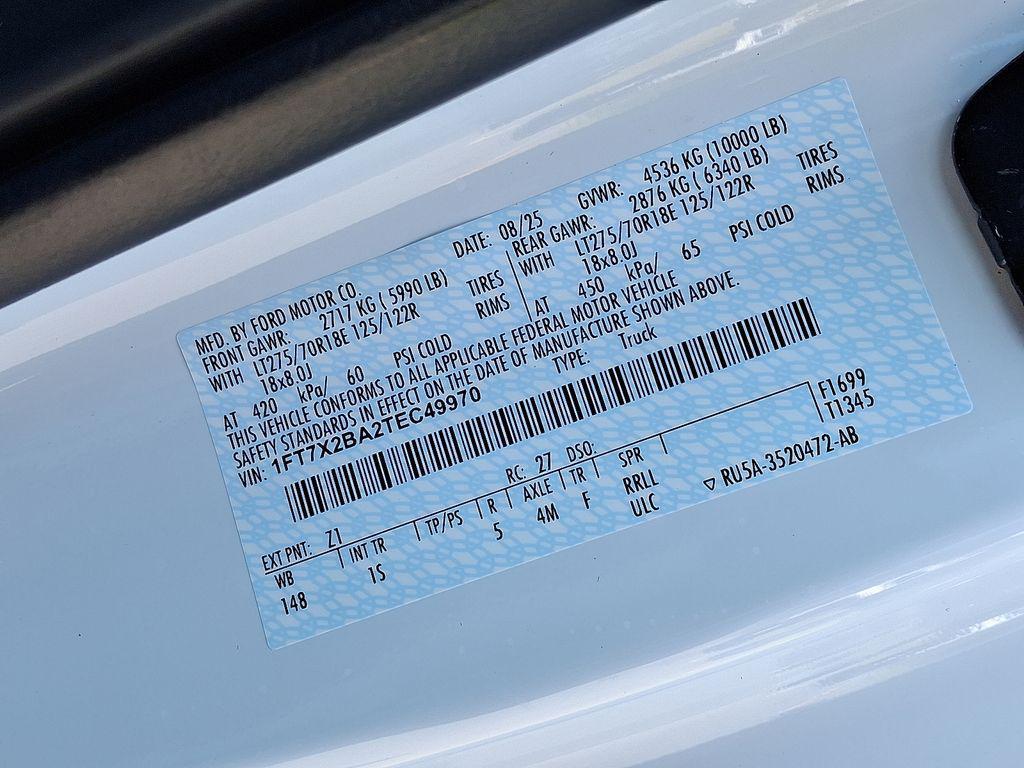 MFD. BY FORD MOTOR CO. DATE: 08/25 GVWR: 4536 KG (10000 LB)
FRONT GAWR: 2717 KG ( 5990 LB) REAR GAWR: 2876 KG ( 6340 LB)
WITH LT275/70R18E 125/122R TIRES WITH LT275/70R18E 125/122R TIRES
18x8.0J RIMS 18x8.0J RIMS
AT 420 kPa/ 60 PSI COLD AT 450 kPa/ 65 PSI COLD
THIS VEHICLE CONFORMS TO ALL APPLICABLE FEDERAL MOTOR VEHICLE
SAFETY STANDARDS IN EFFECT ON THE DATE OF MANUFACTURE SHOWN ABOVE.
VIN: 1FT7X2BA2TEC49970 TYPE: Truck
EXT PNT: Z1 RC: 27 DSO: F1699
WB INT TR TP/PS R AXLE TR SPR T1345
148 1S 5 4M F RRLL
ULC ▽ RU5A-3520472-AB